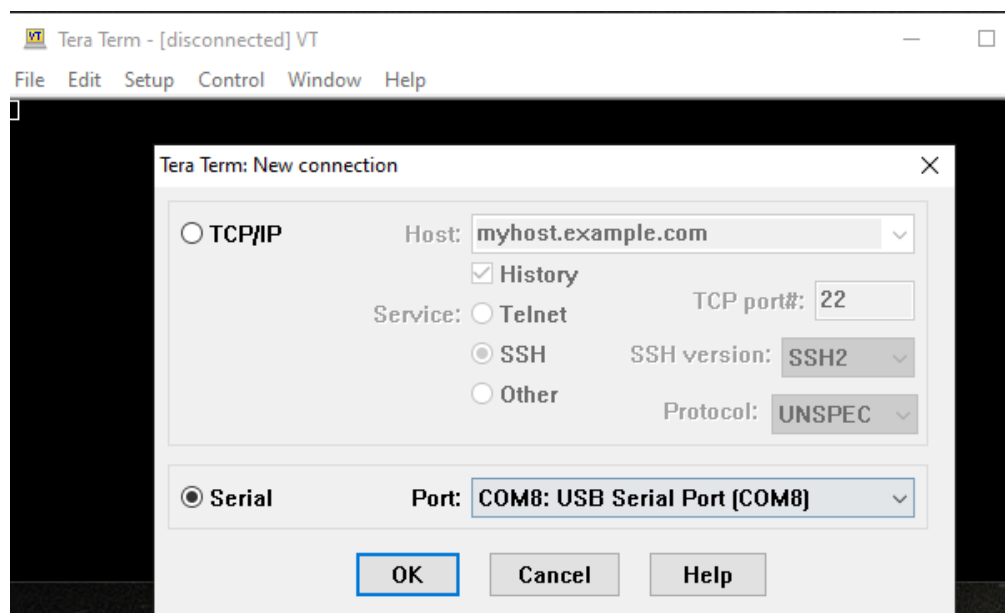 Tera Term - [disconnected] VT
File Edit Setup Control Window Help
Tera Term: New connection
TCP/IP Host: myhost.example.com
History
Service: Telnet TCP port#: 22
SSH SSH version: SSH2
Other Protocol: UNSPEC
Serial Port: COM8: USB Serial Port (COM8)
OK Cancel Help